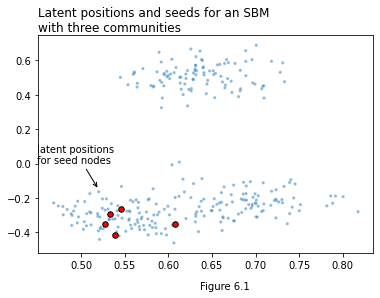 Latent positions and seeds for an SBM
with three communities
0.6
0.4
0.2
0.0
−0.2
−0.4
latent positions
for seed nodes
0.50 0.55 0.60 0.65 0.70 0.75 0.80
Figure 6.1